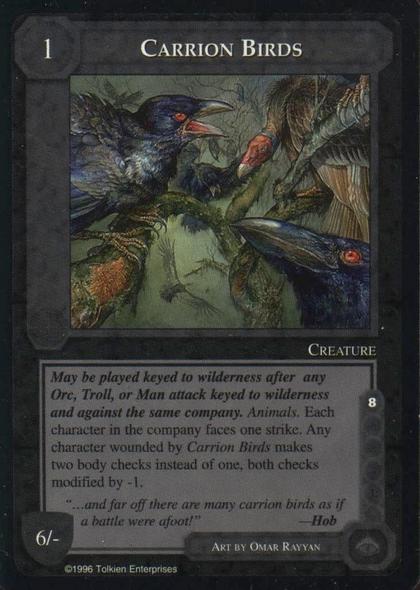 1
CARRION BIRDS
CREATURE
May be played keyed to wilderness after any
Orc, Troll, or Man attack keyed to wilderness
and against the same company. Animals. Each
character in the company faces one strike. Any
character wounded by Carrion Birds makes
two body checks instead of one, both checks
modified by -1.
8
"...and far off there are many carrion birds as if
a battle were afoot!" —Hob
6/-
ART BY OMAR RAYYAN
©1996 Tolkien Enterprises